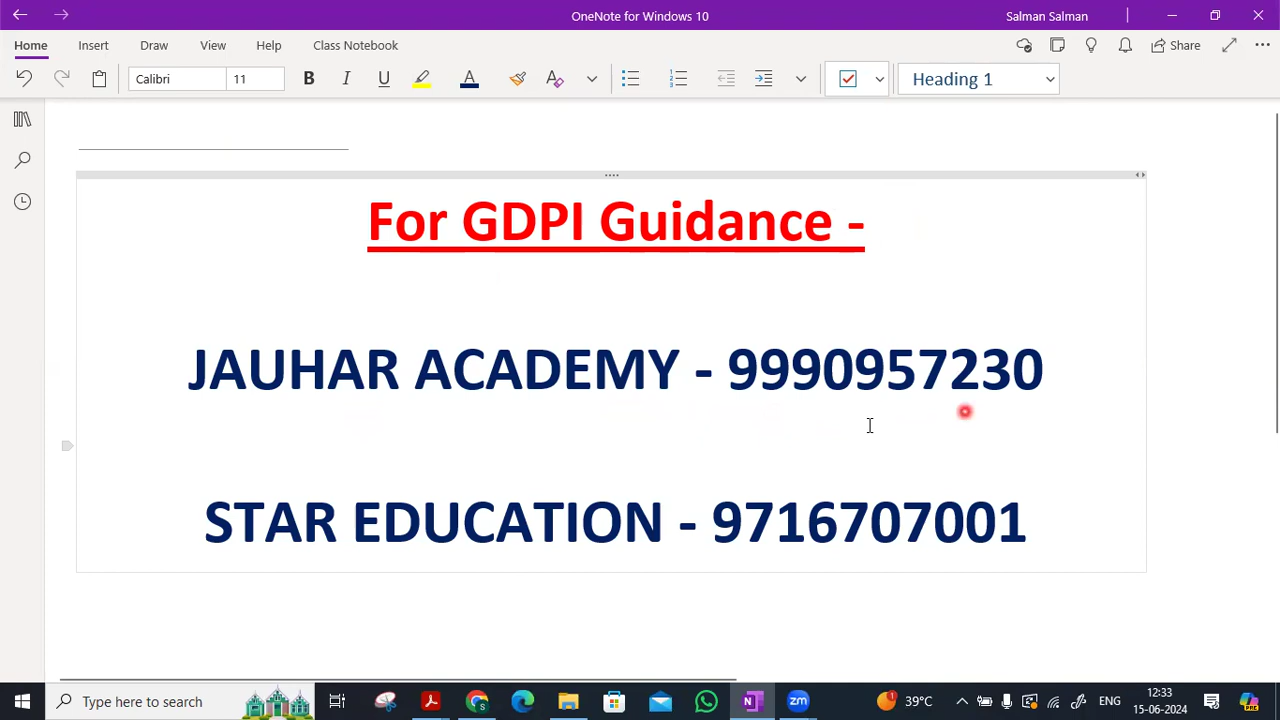 OneNote for Windows 10
Salman Salman
Home Insert Draw View Help Class Notebook
Share
Calibri 11 B I U A A Heading 1
For GDPI Guidance -
JAUHAR ACADEMY - 9990957230
STAR EDUCATION - 9716707001
Type here to search
39°C
ENG
12:33
15-06-2024